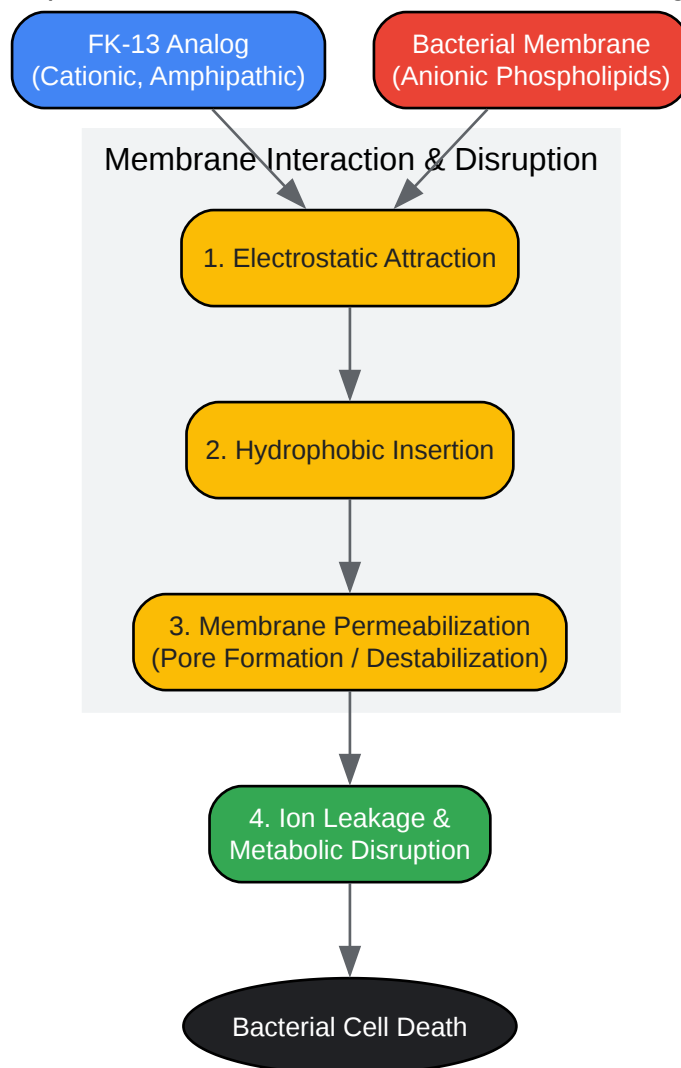 FK-13 Analog
(Cationic, Amphipathic)
Bacterial Membrane
(Anionic Phospholipids)
Membrane Interaction & Disruption
1. Electrostatic Attraction
2. Hydrophobic Insertion
3. Membrane Permeabilization
(Pore Formation / Destabilization)
4. Ion Leakage &
Metabolic Disruption
Bacterial Cell Death